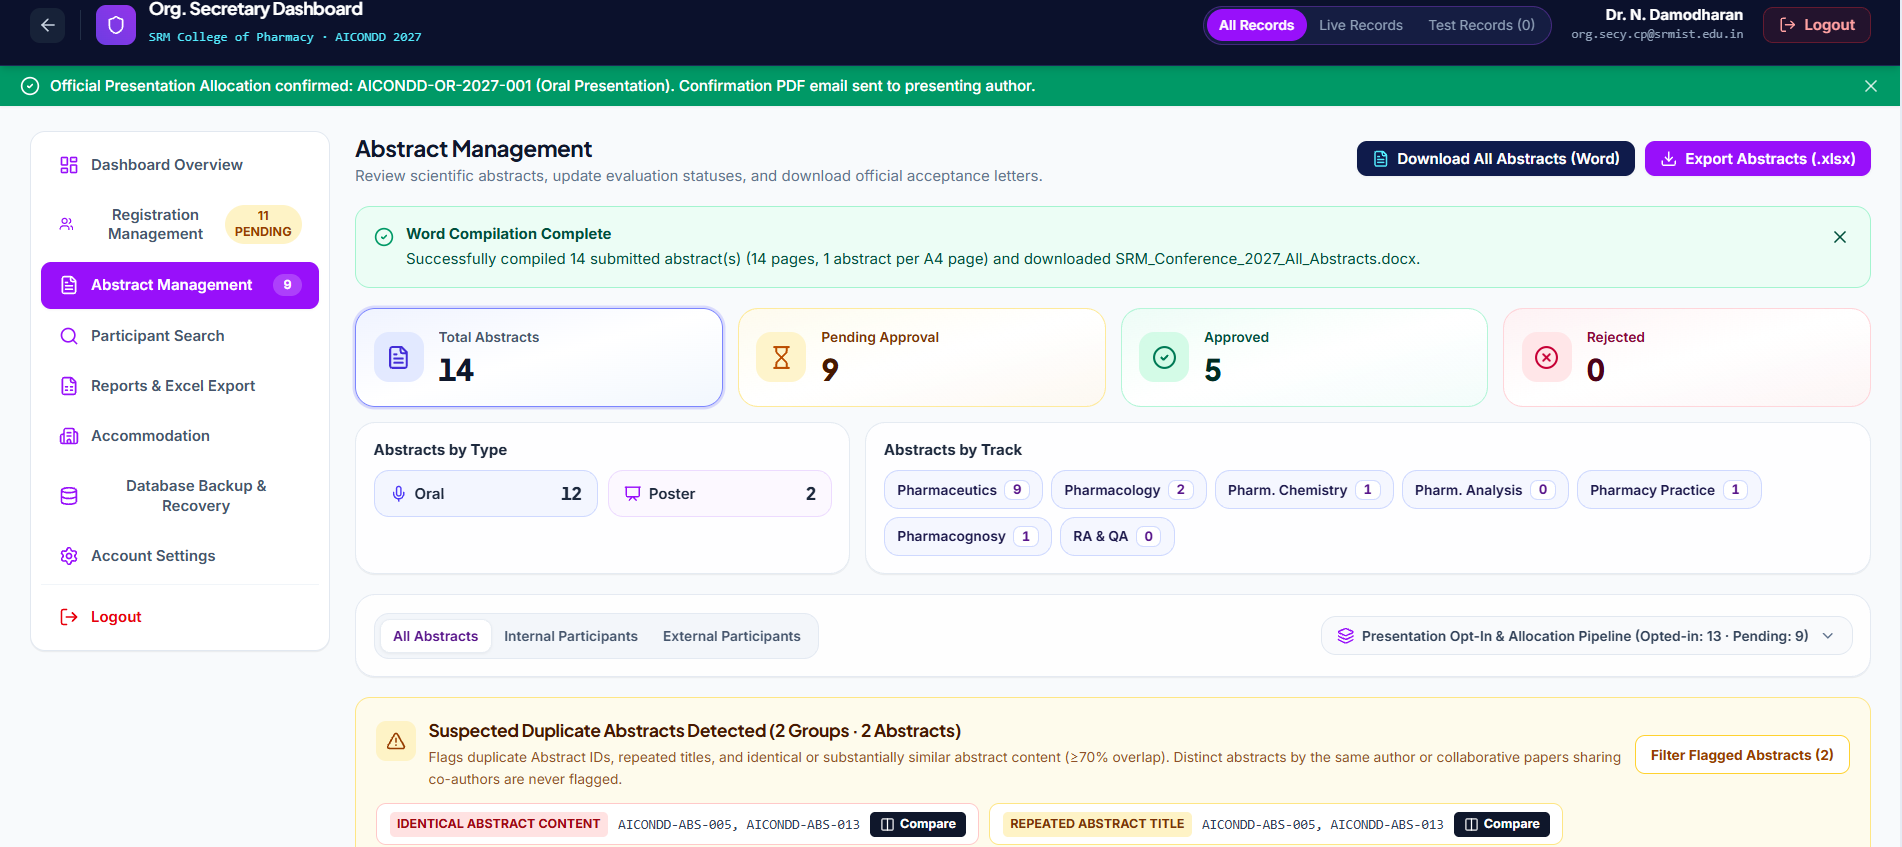 Org. Secretary Dashboard
SRM College of Pharmacy · AICONDD 2027
All Records
Live Records
Test Records (0)
Dr. N. Damodharan
org.secy.cp@srmist.edu.in
Logout
Official Presentation Allocation confirmed: AICONDD-OR-2027-001 (Oral Presentation). Confirmation PDF email sent to presenting author.
Dashboard Overview
Registration
Management
11
PENDING
Abstract Management
9
Participant Search
Reports & Excel Export
Accommodation
Database Backup &
Recovery
Account Settings
Logout
Abstract Management
Review scientific abstracts, update evaluation statuses, and download official acceptance letters.
Download All Abstracts (Word)
Export Abstracts (.xlsx)
Word Compilation Complete
Successfully compiled 14 submitted abstract(s) (14 pages, 1 abstract per A4 page) and downloaded SRM_Conference_2027_All_Abstracts.docx.
Total Abstracts
14
Pending Approval
9
Approved
5
Rejected
0
Abstracts by Type
Oral
12
Poster
2
Abstracts by Track
Pharmaceutics 9
Pharmacology 2
Pharm. Chemistry 1
Pharm. Analysis 0
Pharmacy Practice 1
Pharmacognosy 1
RA & QA 0
All Abstracts
Internal Participants
External Participants
Presentation Opt-In & Allocation Pipeline (Opted-in: 13 · Pending: 9)
Suspected Duplicate Abstracts Detected (2 Groups · 2 Abstracts)
Flags duplicate Abstract IDs, repeated titles, and identical or substantially similar abstract content (≥70% overlap). Distinct abstracts by the same author or collaborative papers sharing
co-authors are never flagged.
Filter Flagged Abstracts (2)
IDENTICAL ABSTRACT CONTENT AICONDD-ABS-005, AICONDD-ABS-013 Compare
REPEATED ABSTRACT TITLE AICONDD-ABS-005, AICONDD-ABS-013 Compare